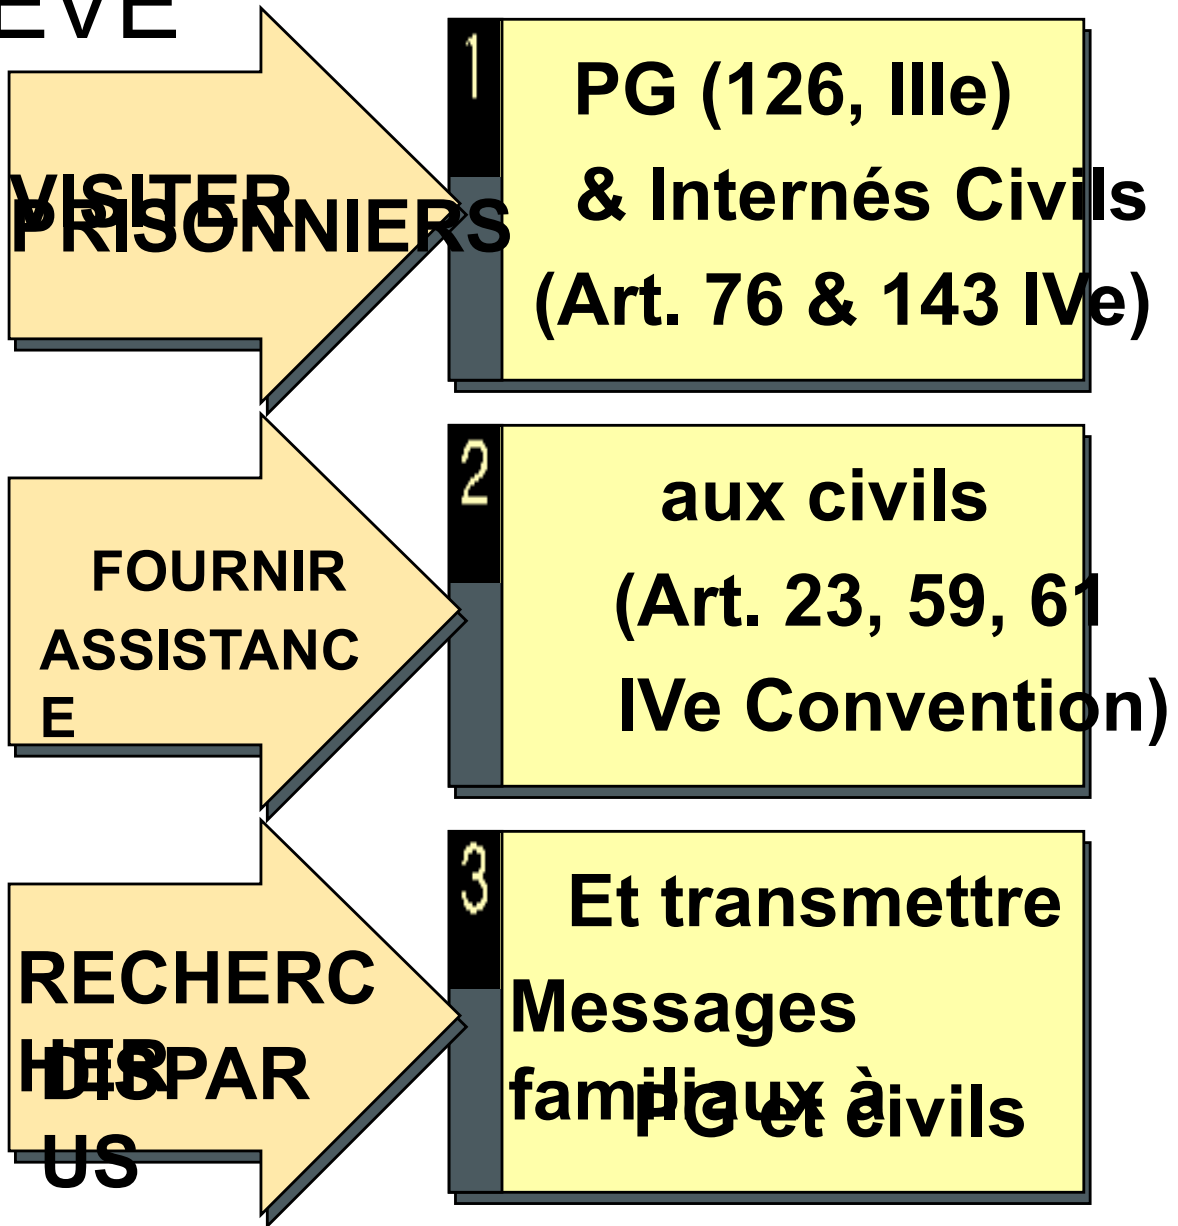 EVE
VISITER
PRISONNIERS
1
PG (126, IIIe)
& Internés Civils
(Art. 76 & 143 IVe)
FOURNIR
ASSISTANC
E
2
aux civils
(Art. 23, 59, 61
IVe Convention)
RECHERC
HER
DISPAR
US
3
Et transmettre
Messages
familiaux à
PG et civils